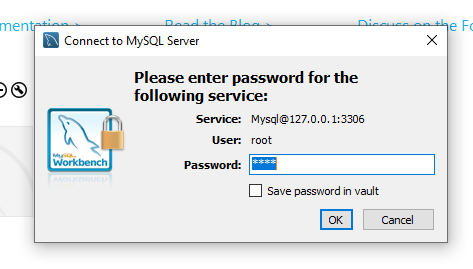 mentation >
Read the Blog >
Discuss on the Fo
Connect to MySQL Server
Please enter password for the
following service:
Service: Mysql@127.0.0.1:3306
User: root
Password: ****
Save password in vault
OK Cancel
MySQL
Workbench